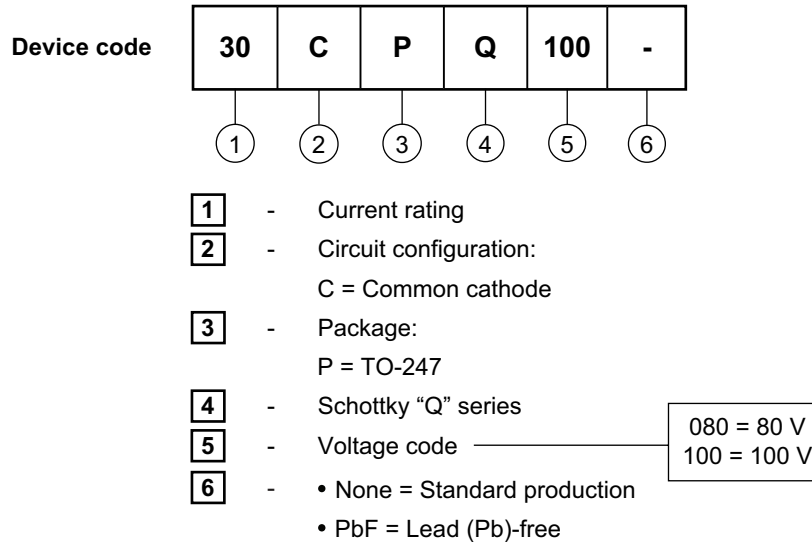 Device code 30 C P Q 100 -
1 2 3 4 5 6
1 - Current rating
2 - Circuit configuration:
C = Common cathode
3 - Package:
P = TO-247
4 - Schottky “Q” series
5 - Voltage code
080 = 80 V
100 = 100 V
6 - • None = Standard production
• PbF = Lead (Pb)-free